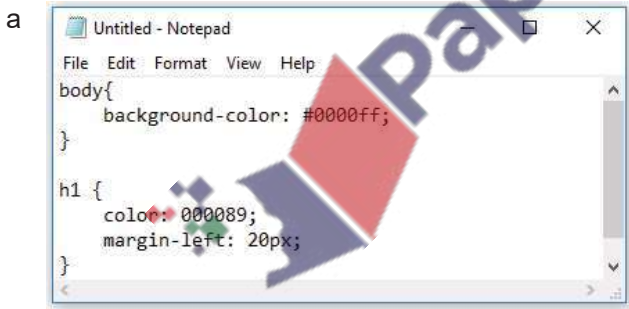 a
Untitled - Notepad
File Edit Format View Help
body{
    background-color: #0000ff;
}
h1 {
    color: 000089;
    margin-left: 20px;
}